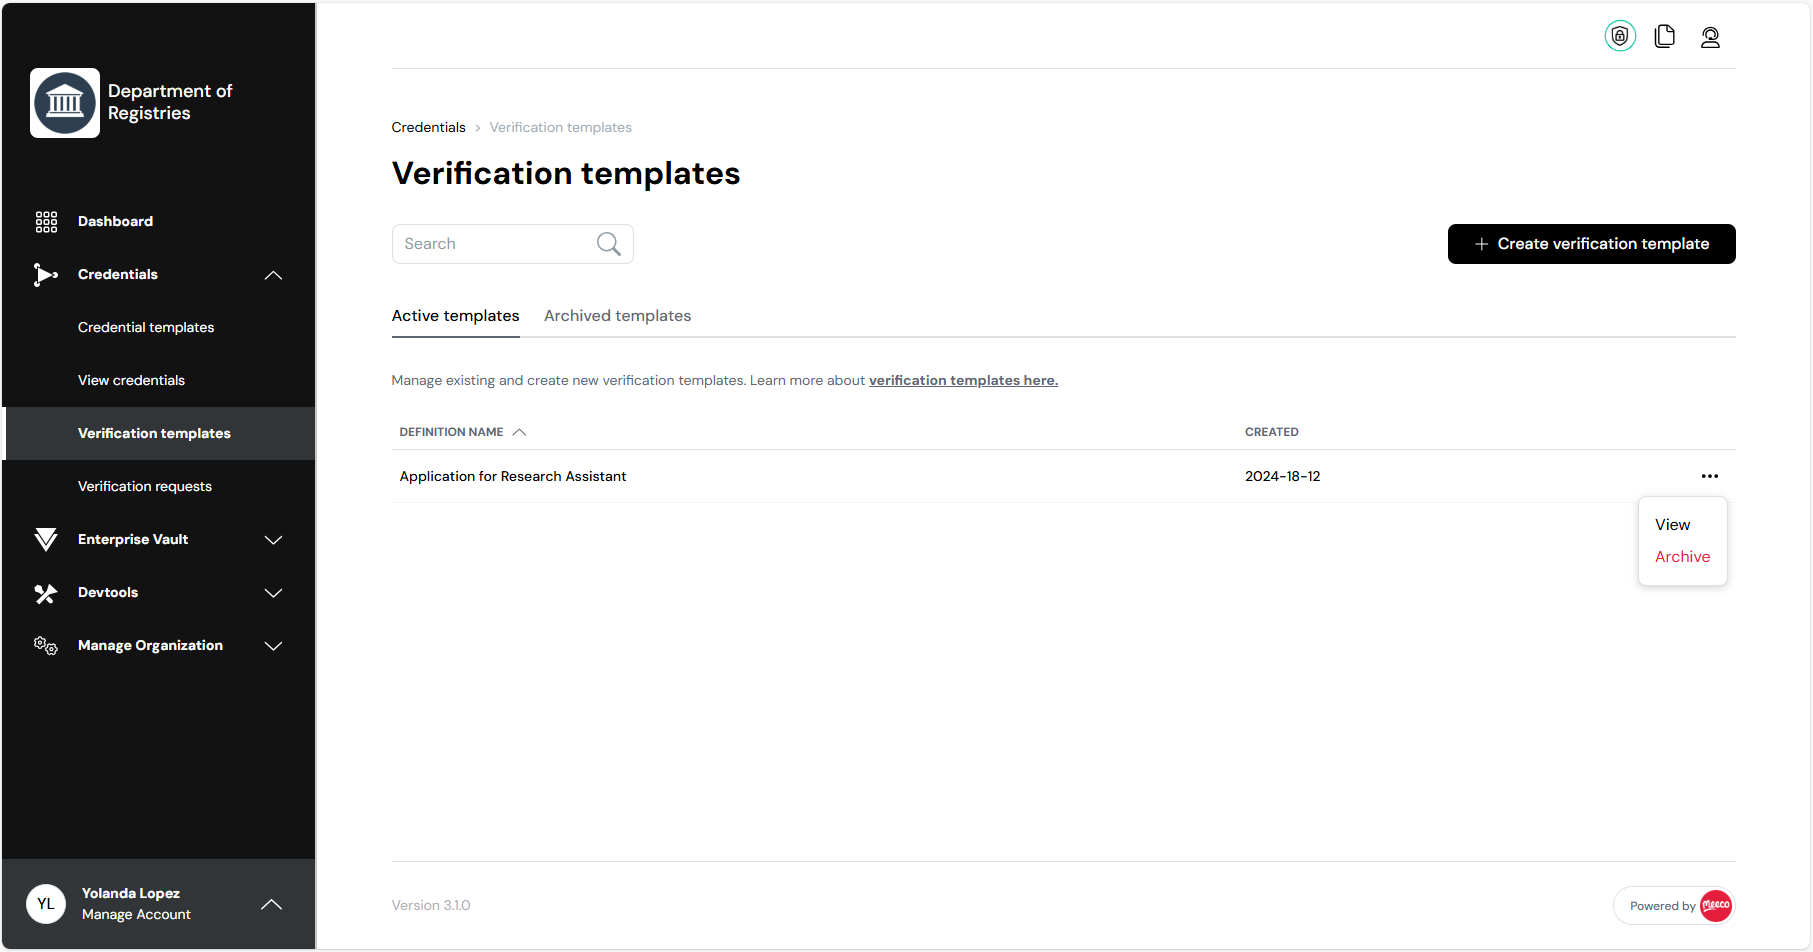 Department of
Registries
Dashboard
Credentials
Credential templates
View credentials
Verification templates
Verification requests
Enterprise Vault
Devtools
Manage Organization
YL
Yolanda Lopez
Manage Account
Credentials > Verification templates
Verification templates
Search
+ Create verification template
Active templates Archived templates
Manage existing and create new verification templates. Learn more about verification templates here.
DEFINITION NAME CREATED
Application for Research Assistant 2024-18-12
View
Archive
Version 3.1.0
Powered by meeco